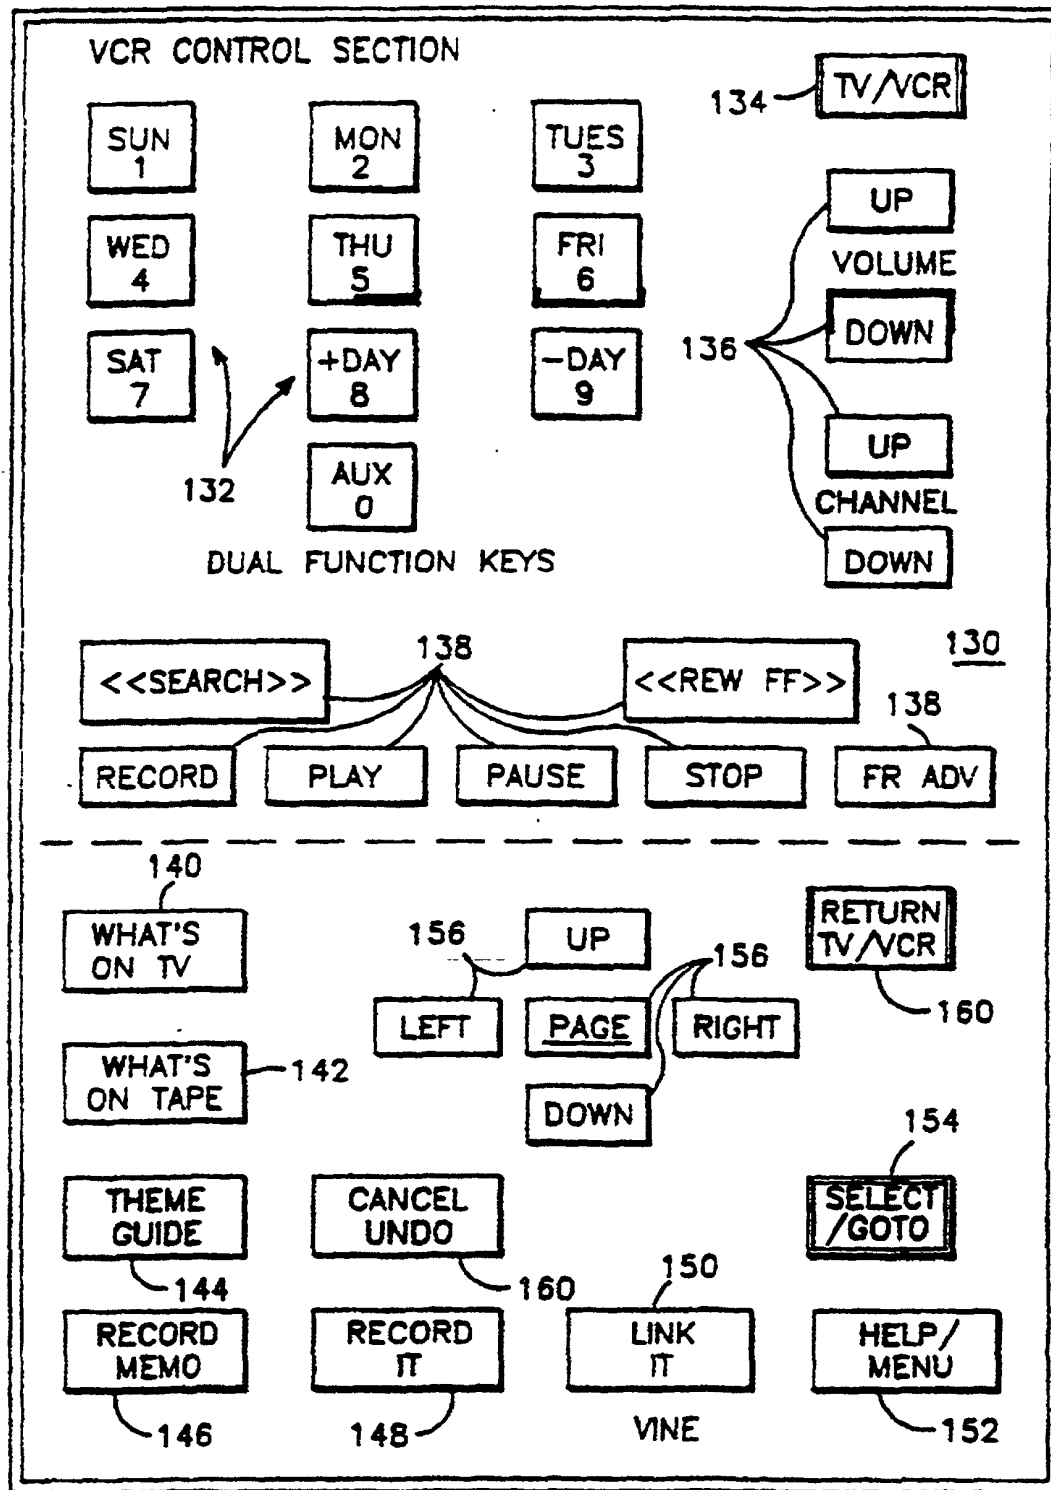 VCR CONTROL SECTION
134
TV/VCR
SUN
1
MON
2
TUES
3
UP
VOLUME
WED
4
THU
5
FRI
6
136
DOWN
SAT
7
+DAY
8
-DAY
9
UP
132
AUX
0
CHANNEL
DUAL FUNCTION KEYS
DOWN
138
130
<<SEARCH>>
<<REW FF>>
138
RECORD
PLAY
PAUSE
STOP
FR ADV
140
WHAT'S
ON TV
156
UP
156
RETURN
TV/VCR
160
LEFT
PAGE
RIGHT
WHAT'S
ON TAPE
142
DOWN
154
THEME
GUIDE
CANCEL
UNDO
SELECT
/GOTO
144
160
150
RECORD
MEMO
RECORD
IT
LINK
IT
HELP/
MENU
146
148
VINE
152